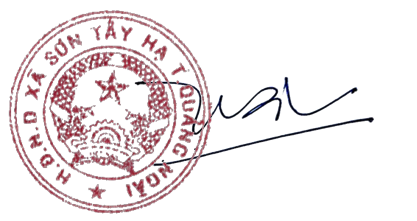 H.Đ.N.D XÃ SƠN TÂY HẠ T. QUẢNG NGÃI